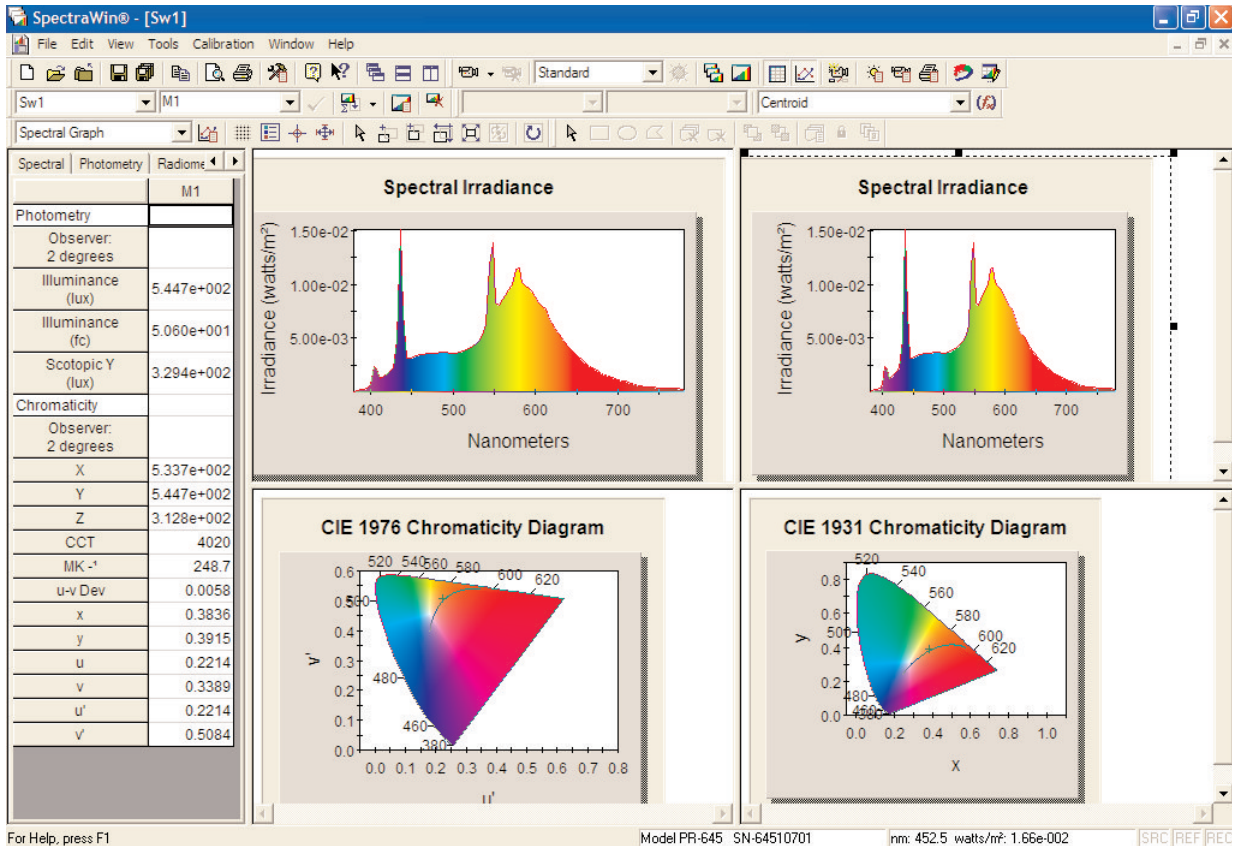 SpectraWin® - [Sw1]
File Edit View Tools Calibration Window Help
Standard
Sw1 M1 Centroid
Spectral Graph
Spectral Photometry Radiome
M1
Photometry
Observer:
2 degrees
Illuminance
(lux) 5.447e+002
Illuminance
(fc) 5.060e+001
Scotopic Y
(lux) 3.294e+002
Chromaticity
Observer:
2 degrees
X 5.337e+002
Y 5.447e+002
Z 3.128e+002
CCT 4020
MK -¹ 248.7
u-v Dev 0.0058
x 0.3836
y 0.3915
u 0.2214
v 0.3389
u' 0.2214
v' 0.5084
Spectral Irradiance
Irradiance (watts/m²)
1.50e-02
1.00e-02
5.00e-03
400 500 600 700
Nanometers
Spectral Irradiance
Irradiance (watts/m²)
1.50e-02
1.00e-02
5.00e-03
400 500 600 700
Nanometers
CIE 1976 Chromaticity Diagram
520 540 560 580 600 620
500
480
460
380
v'
0.6
0.5
0.4
0.3
0.2
0.1
0.0
0.0 0.1 0.2 0.3 0.4 0.5 0.6 0.7 0.8
u'
CIE 1931 Chromaticity Diagram
520
540
560
580
600
620
500
480
460
380
y
0.8
0.6
0.4
0.2
0.0
0.0 0.2 0.4 0.6 0.8 1.0
x
For Help, press F1 Model PR-645 SN-64510701 nm: 452.5 watts/m²: 1.66e-002 SRC REF REC